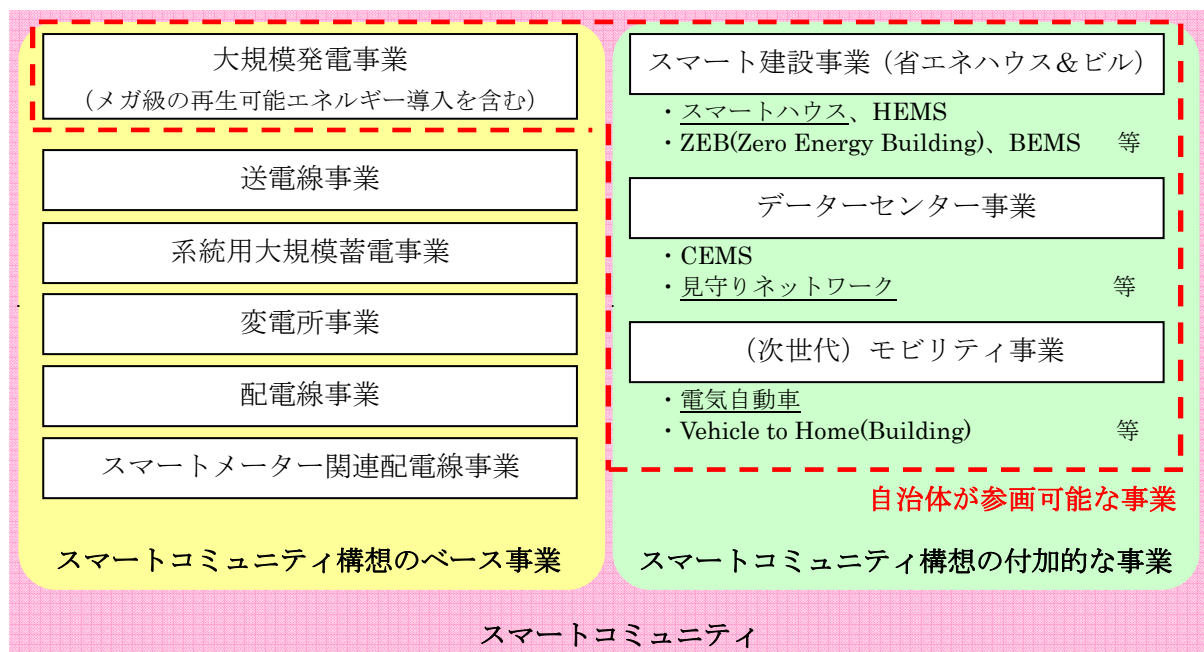 大規模発電事業
（メガ級の再生可能エネルギー導入を含む）
送電線事業
系統用大規模蓄電事業
変電所事業
配電線事業
スマートメーター関連配電線事業
スマートコミュニティ構想のベース事業
スマート建設事業（省エネハウス＆ビル）
・スマートハウス、HEMS
・ZEB(Zero Energy Building)、BEMS 等
データーセンター事業
・CEMS
・見守りネットワーク 等
（次世代）モビリティ事業
・電気自動車
・Vehicle to Home(Building) 等
自治体が参画可能な事業
スマートコミュニティ構想の付加的な事業
スマートコミュニティ